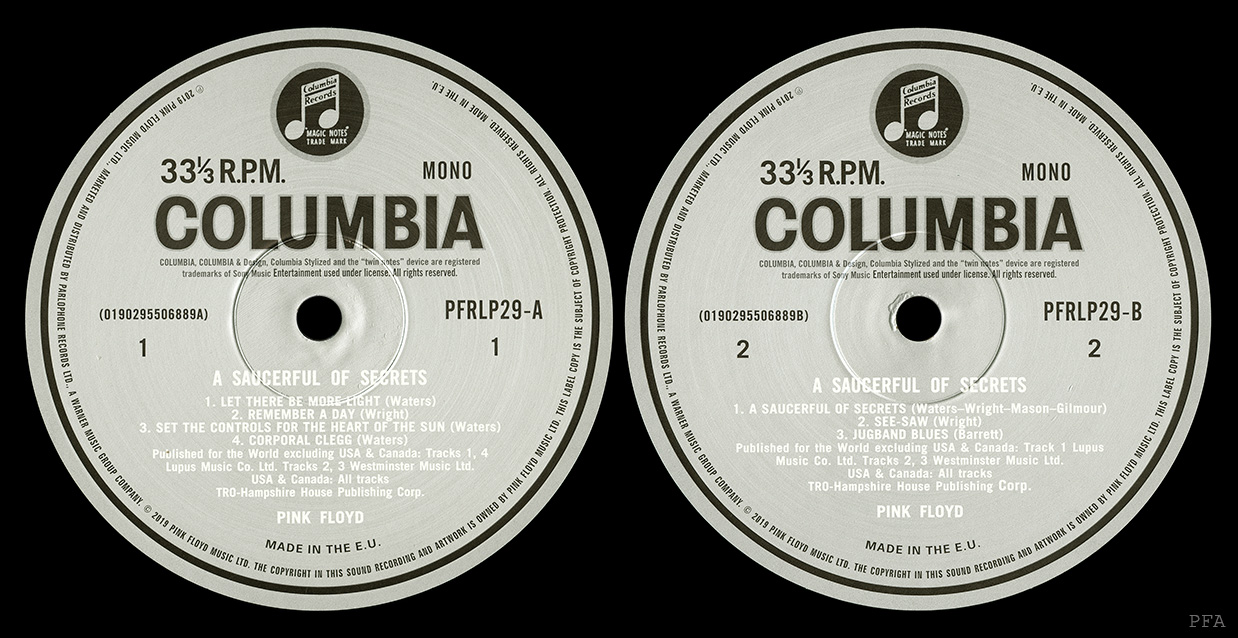 Columbia
Records
"MAGIC NOTES"
TRADE MARK
33⅓ R.P.M.
MONO
COLUMBIA
COLUMBIA, COLUMBIA & Design, Columbia Stylized and the "twin notes" device are registered
trademarks of Sony Music Entertainment used under license. All rights reserved.
(0190295506889A)
PFRLP29-A
1
1
A SAUCERFUL OF SECRETS
1. LET THERE BE MORE LIGHT (Waters)
2. REMEMBER A DAY (Wright)
3. SET THE CONTROLS FOR THE HEART OF THE SUN (Waters)
4. CORPORAL CLEGG (Waters)
Published for the World excluding USA & Canada: Tracks 1, 4
Lupus Music Co. Ltd. Tracks 2, 3 Westminster Music Ltd.
USA & Canada: All tracks
TRO-Hampshire House Publishing Corp.
PINK FLOYD
MADE IN THE E.U.
℗ 2019 PINK FLOYD MUSIC LTD., MARKETED AND DISTRIBUTED BY PARLOPHONE RECORDS LTD., A WARNER MUSIC GROUP COMPANY. © 2019 PINK FLOYD MUSIC LTD. THE COPYRIGHT IN THIS SOUND RECORDING AND ARTWORK IS OWNED BY PINK FLOYD MUSIC LTD. THIS LABEL COPY IS THE SUBJECT OF COPYRIGHT PROTECTION. ALL RIGHTS RESERVED. MADE IN THE E.U.
Columbia
Records
"MAGIC NOTES"
TRADE MARK
33⅓ R.P.M.
MONO
COLUMBIA
COLUMBIA, COLUMBIA & Design, Columbia Stylized and the "twin notes" device are registered
trademarks of Sony Music Entertainment used under license. All rights reserved.
(0190295506889B)
PFRLP29-B
2
2
A SAUCERFUL OF SECRETS
1. A SAUCERFUL OF SECRETS (Waters–Wright–Mason–Gilmour)
2. SEE-SAW (Wright)
3. JUGBAND BLUES (Barrett)
Published for the World excluding USA & Canada: Track 1 Lupus
Music Co. Ltd. Tracks 2, 3 Westminster Music Ltd.
USA & Canada: All tracks
TRO-Hampshire House Publishing Corp.
PINK FLOYD
MADE IN THE E.U.
℗ 2019 PINK FLOYD MUSIC LTD., MARKETED AND DISTRIBUTED BY PARLOPHONE RECORDS LTD., A WARNER MUSIC GROUP COMPANY. © 2019 PINK FLOYD MUSIC LTD. THE COPYRIGHT IN THIS SOUND RECORDING AND ARTWORK IS OWNED BY PINK FLOYD MUSIC LTD. THIS LABEL COPY IS THE SUBJECT OF COPYRIGHT PROTECTION. ALL RIGHTS RESERVED. MADE IN THE E.U.
PFA